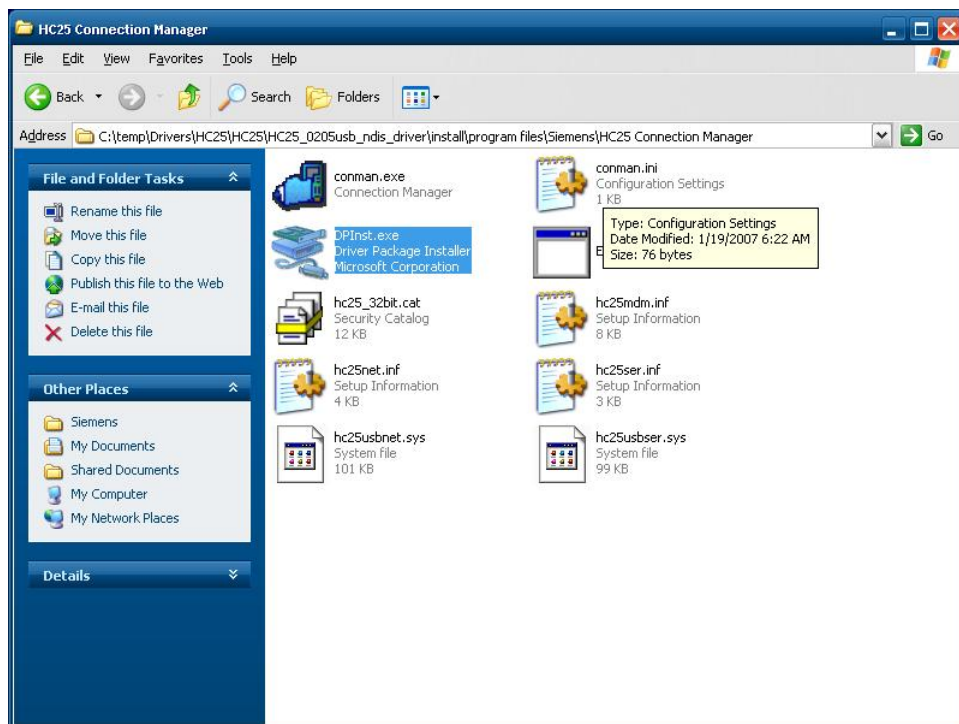 HC25 Connection Manager
File Edit View Favorites Tools Help
Back Search Folders
Address C:\temp\Drivers\HC25\HC25\HC25_0205usb_ndis_driver\install\program files\Siemens\HC25 Connection Manager Go
File and Folder Tasks
Rename this file
Move this file
Copy this file
Publish this file to the Web
E-mail this file
Delete this file
Other Places
Siemens
My Documents
Shared Documents
My Computer
My Network Places
Details
conman.exe
Connection Manager
conman.ini
Configuration Settings
1 KB
Type: Configuration Settings
Date Modified: 1/19/2007 6:22 AM
Size: 76 bytes
DPInst.exe
Driver Package Installer
Microsoft Corporation
hc25_32bit.cat
Security Catalog
12 KB
hc25mdm.inf
Setup Information
8 KB
hc25net.inf
Setup Information
4 KB
hc25ser.inf
Setup Information
3 KB
hc25usbnet.sys
System file
101 KB
hc25usbser.sys
System file
99 KB